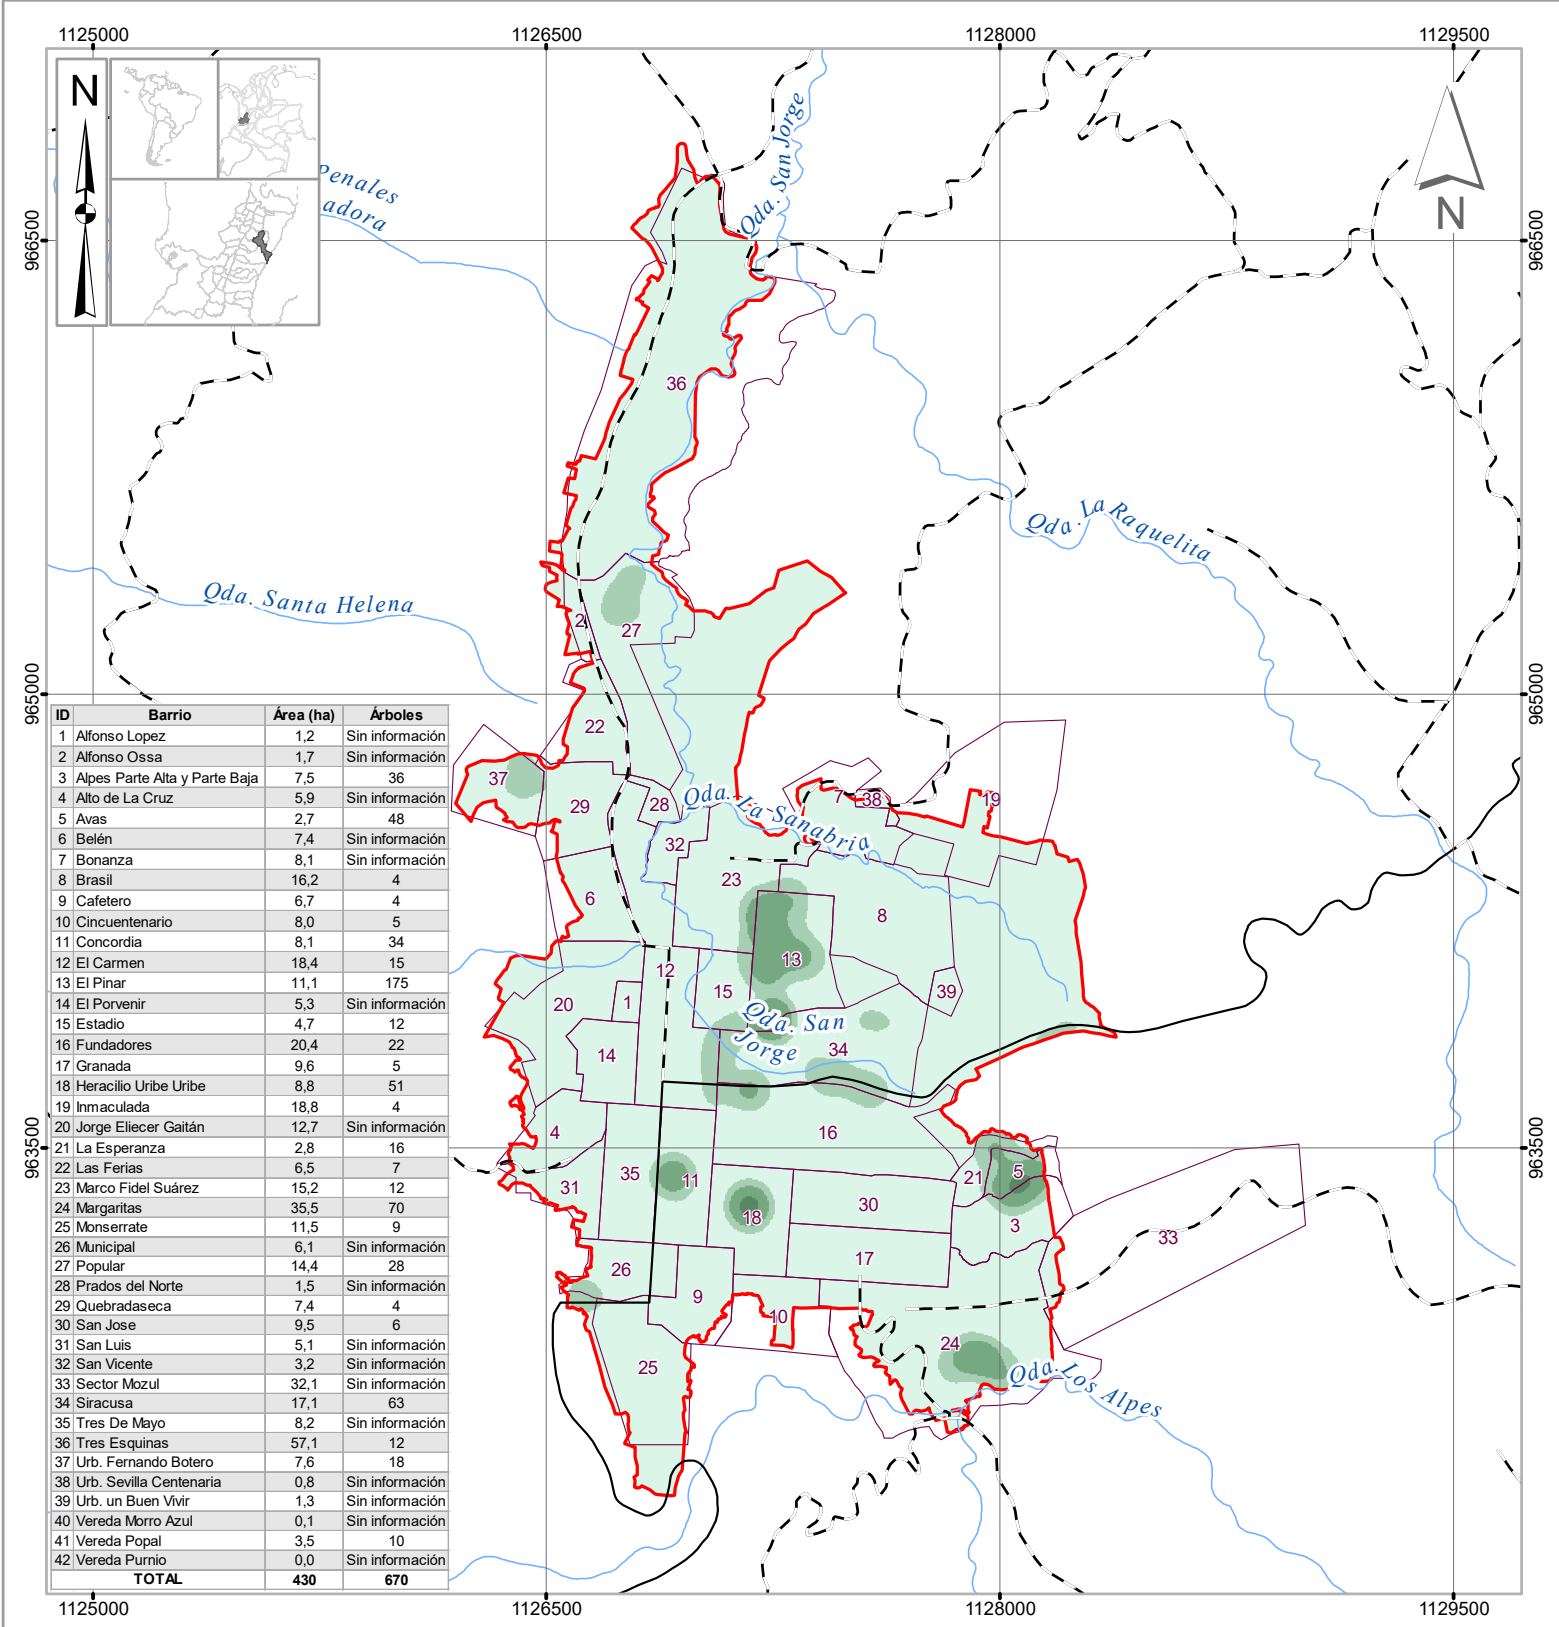 1125000 1126500 1128000 1129500
N
N
966500
966500
965000
965000
963500
963500
Penales
adora
Qda. San Jorge
Qda. La Raquelita
Qda. Santa Helena
Qda. La Sanabria
Qda. San
Jorge
Qda. Los Alpes
36
2
27
22
37
29
28
7
38
19
32
23
6
8
13
12
15
39
20
1
14
34
4
16
35
11
21
5
31
18
30
3
33
17
26
9
10
24
25
ID Barrio Área (ha) Árboles
1 Alfonso Lopez 1,2 Sin información
2 Alfonso Ossa 1,7 Sin información
3 Alpes Parte Alta y Parte Baja 7,5 36
4 Alto de La Cruz 5,9 Sin información
5 Avas 2,7 48
6 Belén 7,4 Sin información
7 Bonanza 8,1 Sin información
8 Brasil 16,2 4
9 Cafetero 6,7 4
10 Cincuentenario 8,0 5
11 Concordia 8,1 34
12 El Carmen 18,4 15
13 El Pinar 11,1 175
14 El Porvenir 5,3 Sin información
15 Estadio 4,7 12
16 Fundadores 20,4 22
17 Granada 9,6 5
18 Heracilio Uribe Uribe 8,8 51
19 Inmaculada 18,8 4
20 Jorge Eliecer Gaitán 12,7 Sin información
21 La Esperanza 2,8 16
22 Las Ferias 6,5 7
23 Marco Fidel Suárez 15,2 12
24 Margaritas 35,5 70
25 Monserrate 11,5 9
26 Municipal 6,1 Sin información
27 Popular 14,4 28
28 Prados del Norte 1,5 Sin información
29 Quebradaseca 7,4 4
30 San Jose 9,5 6
31 San Luis 5,1 Sin información
32 San Vicente 3,2 Sin información
33 Sector Mozul 32,1 Sin información
34 Siracusa 17,1 63
35 Tres De Mayo 8,2 Sin información
36 Tres Esquinas 57,1 12
37 Urb. Fernando Botero 7,6 18
38 Urb. Sevilla Centenaria 0,8 Sin información
39 Urb. un Buen Vivir 1,3 Sin información
40 Vereda Morro Azul 0,1 Sin información
41 Vereda Popal 3,5 10
42 Vereda Purnio 0,0 Sin información
TOTAL 430 670
1125000 1126500 1128000 1129500